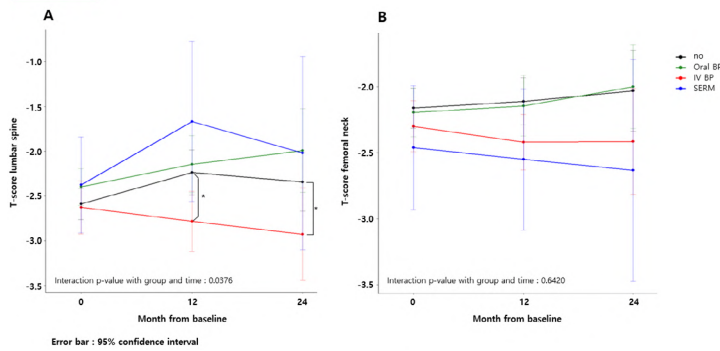 A
T-score lumbar spine
-1.0
-1.5
-2.0
-2.5
-3.0
-3.5
*
*
Interaction p-value with group and time : 0.0376
0
12
24
Month from baseline
Error bar : 95% confidence interval
B
T-score femoral neck
-2.0
-2.5
-3.0
-3.5
Interaction p-value with group and time : 0.6420
0
12
24
Month from baseline
no
Oral BP
IV BP
SERM